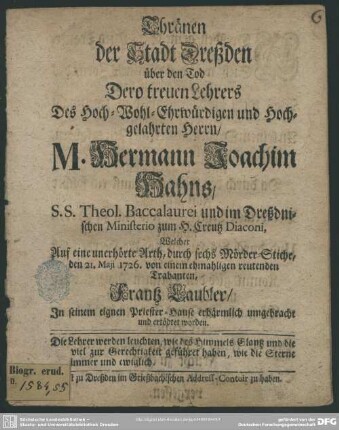 6
Thränen
der Stadt Dreßden
über den Tod
Dero treuen Lehrers
Des Hoch-Wohl-Ehrwürdigen und Hoch-
gelahrten Herrn/
M. Hermann Joachim
Hahns/
S.S. Theol. Baccalaurei und im Dreßdni-
schen Ministerio zum H. Creutz Diaconi,
Welcher
Auf eine unerhörte Arth, durch sechs Mörder-Stiche,
den 21. Maji 1726. von einem ehmahligen reutenden
Trabanten,
Frantz Laubler/
In seinem eignen Priester-Hause erbärmlich umgebracht
und ertödtet worden.
Die Lehrer werden leuchten, wie des Himmels Glantz und die
viel zur Gerechtigkeit geführet haben, wie die Sterne
immer und ewiglich.
zu Dreßden im Grießbachischen Addreß-Contoir zu haben.
Biogr. erud.
1584,55